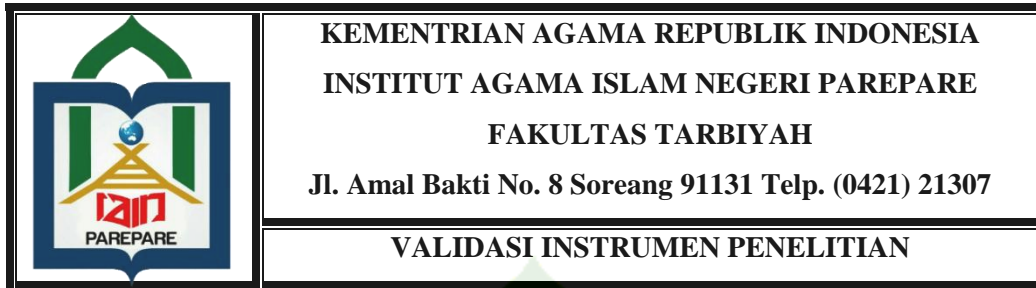 KEMENTRIAN AGAMA REPUBLIK INDONESIA
INSTITUT AGAMA ISLAM NEGERI PAREPARE
FAKULTAS TARBIYAH
Jl. Amal Bakti No. 8 Soreang 91131 Telp. (0421) 21307
VALIDASI INSTRUMEN PENELITIAN
IAIN
PAREPARE